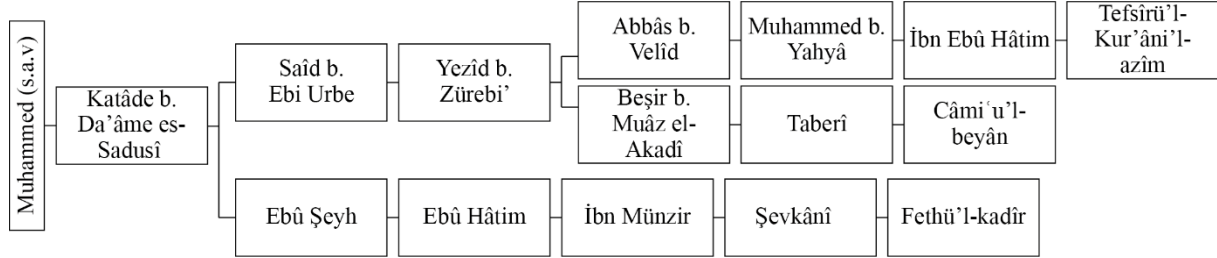 Muhammed (s.a.v)
Katâde b.
Da’âme es-
Sadusî
Saîd b.
Ebi Urbe
Yezîd b.
Zürebi’
Abbâs b.
Velîd
Muhammed b.
Yahyâ
İbn Ebû Hâtim
Tefsîrü’l-
Kur’âni’l-
azîm
Beşir b.
Muâz el-
Akadî
Taberî
Câmiʿu’l-
beyân
Ebû Şeyh
Ebû Hâtim
İbn Münzir
Şevkânî
Fethü’l-kadîr